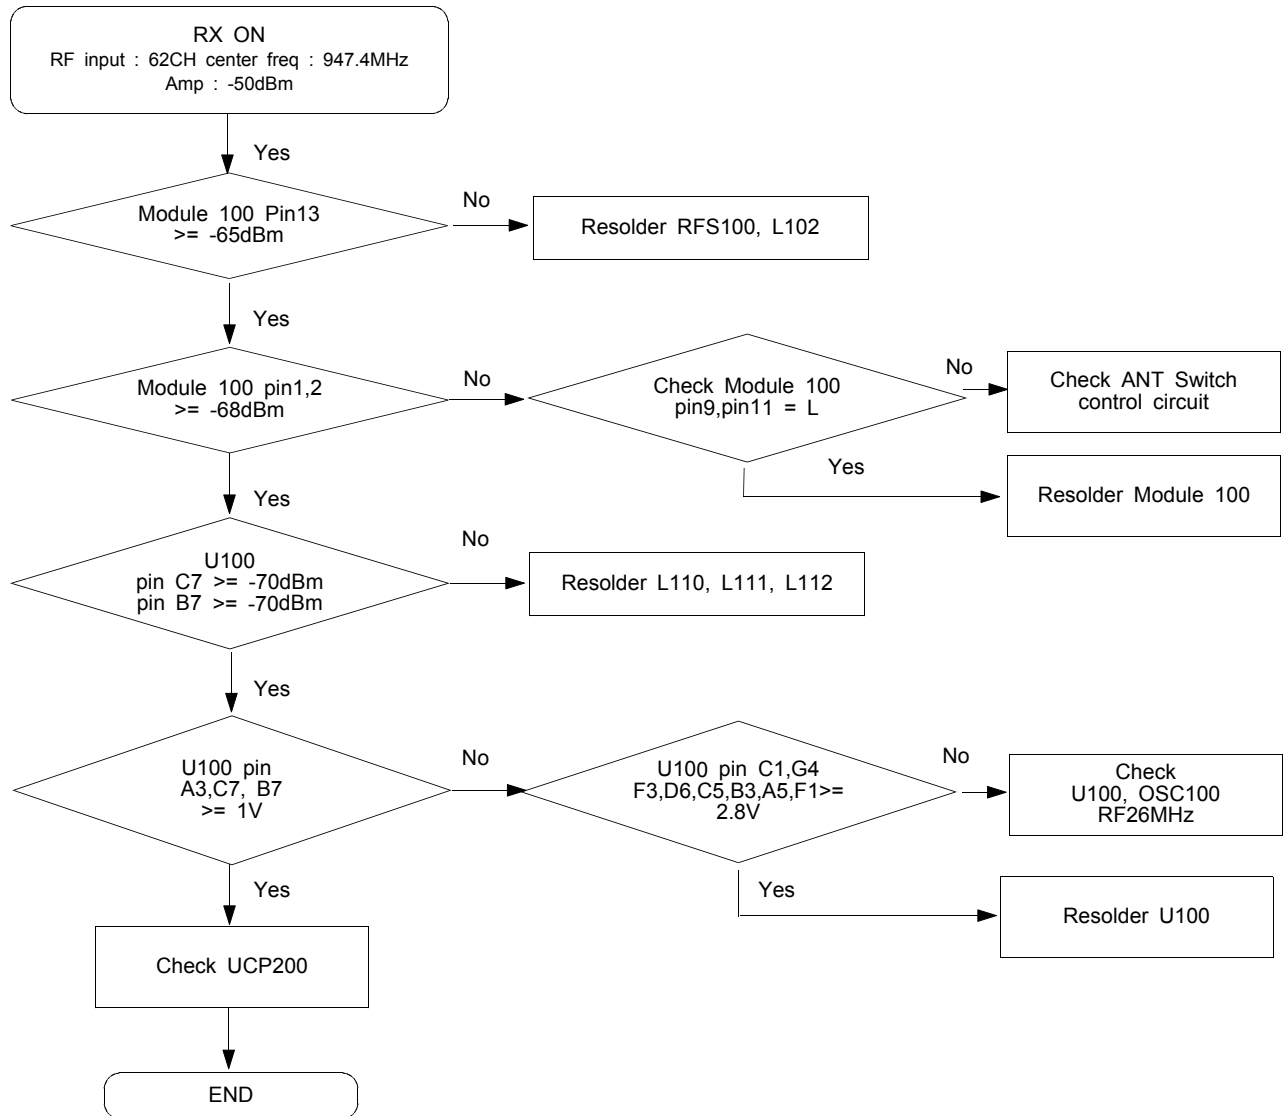 RX ON
RF input : 62CH center freq : 947.4MHz
Amp : -50dBm
Yes
Module 100 Pin13
>= -65dBm
No
Resolder RFS100, L102
Yes
Module 100 pin1,2
>= -68dBm
No
Check Module 100
pin9,pin11 = L
No
Check ANT Switch
control circuit
Yes
Resolder Module 100
Yes
U100
pin C7 >= -70dBm
pin B7 >= -70dBm
No
Resolder L110, L111, L112
Yes
U100 pin
A3,C7, B7
>= 1V
No
U100 pin C1,G4
F3,D6,C5,B3,A5,F1>=
2.8V
No
Check
U100, OSC100
RF26MHz
Yes
Resolder U100
Yes
Check UCP200
END